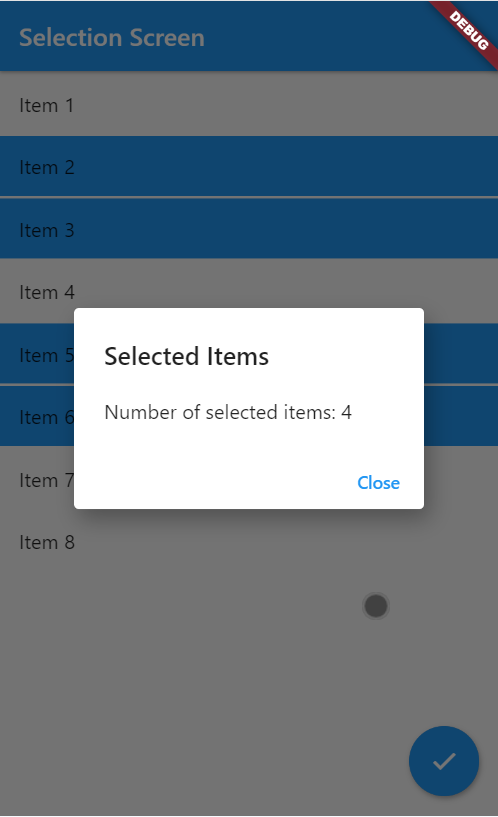 Selection Screen
DEBUG
Item 1
Item 2
Item 3
Item 4
Item 5
Item 6
Item 7
Item 8
Selected Items
Number of selected items: 4
Close